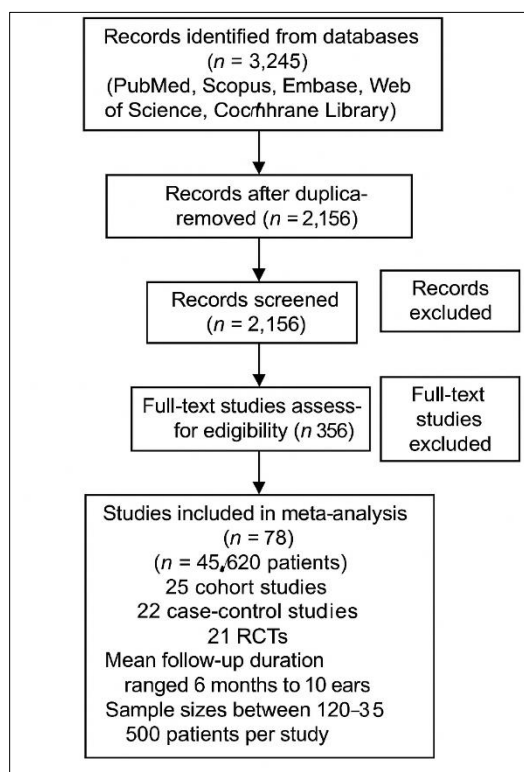 Records identified from databases
(n = 3,245)
(PubMed, Scopus, Embase, Web
of Science, Cochrane Library)
Records after duplica-
removed (n = 2,156)
Records screened
(n = 2,156)
Records
excluded
Full-text studies assess-
for edigibility (n 356)
Full-text
studies
excluded
Studies included in meta-analysis
(n = 78)
(n = 45,620 patients)
25 cohort studies
22 case-control studies
21 RCTs
Mean follow-up duration
ranged 6 months to 10 ears
Sample sizes between 120–35
500 patients per study